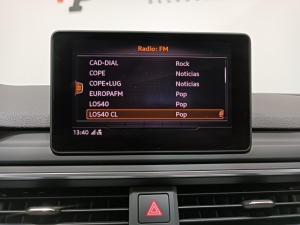 Radio: FM
CAD-DIAL Rock
COPE Noticias
COPE+LUG Noticias
EUROPAFM Pop
LOS40 Pop
LOS40 CL Pop
13:40